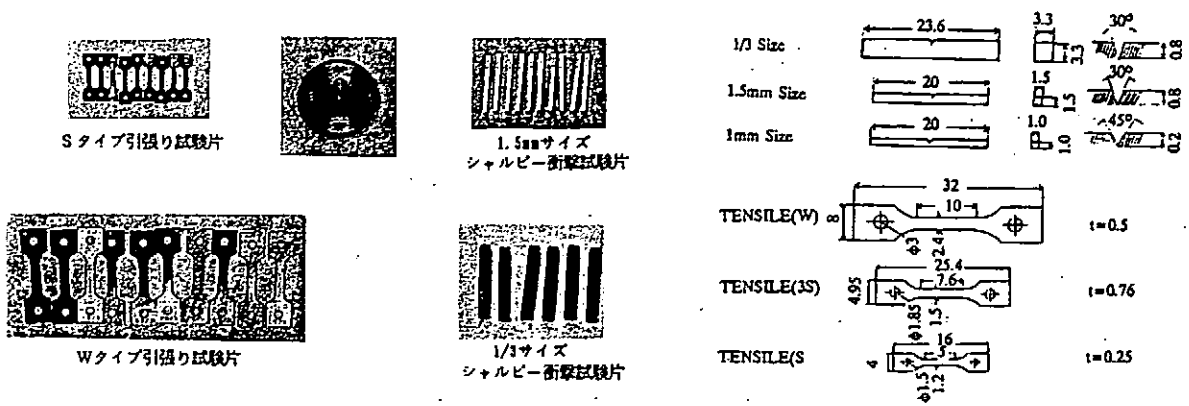 Sタイプ引張り試験片
1.5mmサイズ
シャルピー衝撃試験片
Wタイプ引張り試験片
1/3サイズ
シャルピー衝撃試験片
1/3 Size
23.6
3.3
3.3
30°
0.8
1.5mm Size
20
1.5
1.5
30°
0.8
1mm Size
20
1.0
1.0
45°
0.2
TENSILE(W)
32
10
8
φ3
2.4
t=0.5
TENSILE(3S)
25.4
7.6
4.95
φ1.85
1.5
t=0.76
TENSILE(S
16
5
4
φ1.5
1.2
t=0.25